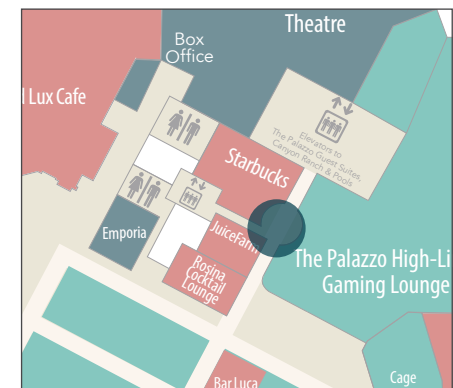 Theatre
Box
Office
l Lux Cafe
Elevators to
The Palazzo Guest Suites,
Canyon Ranch & Pools
Starbucks
Emporia
JuiceFarm
Rosina
Cocktail
Lounge
The Palazzo High-Li
Gaming Lounge
Bar Luca
Cage